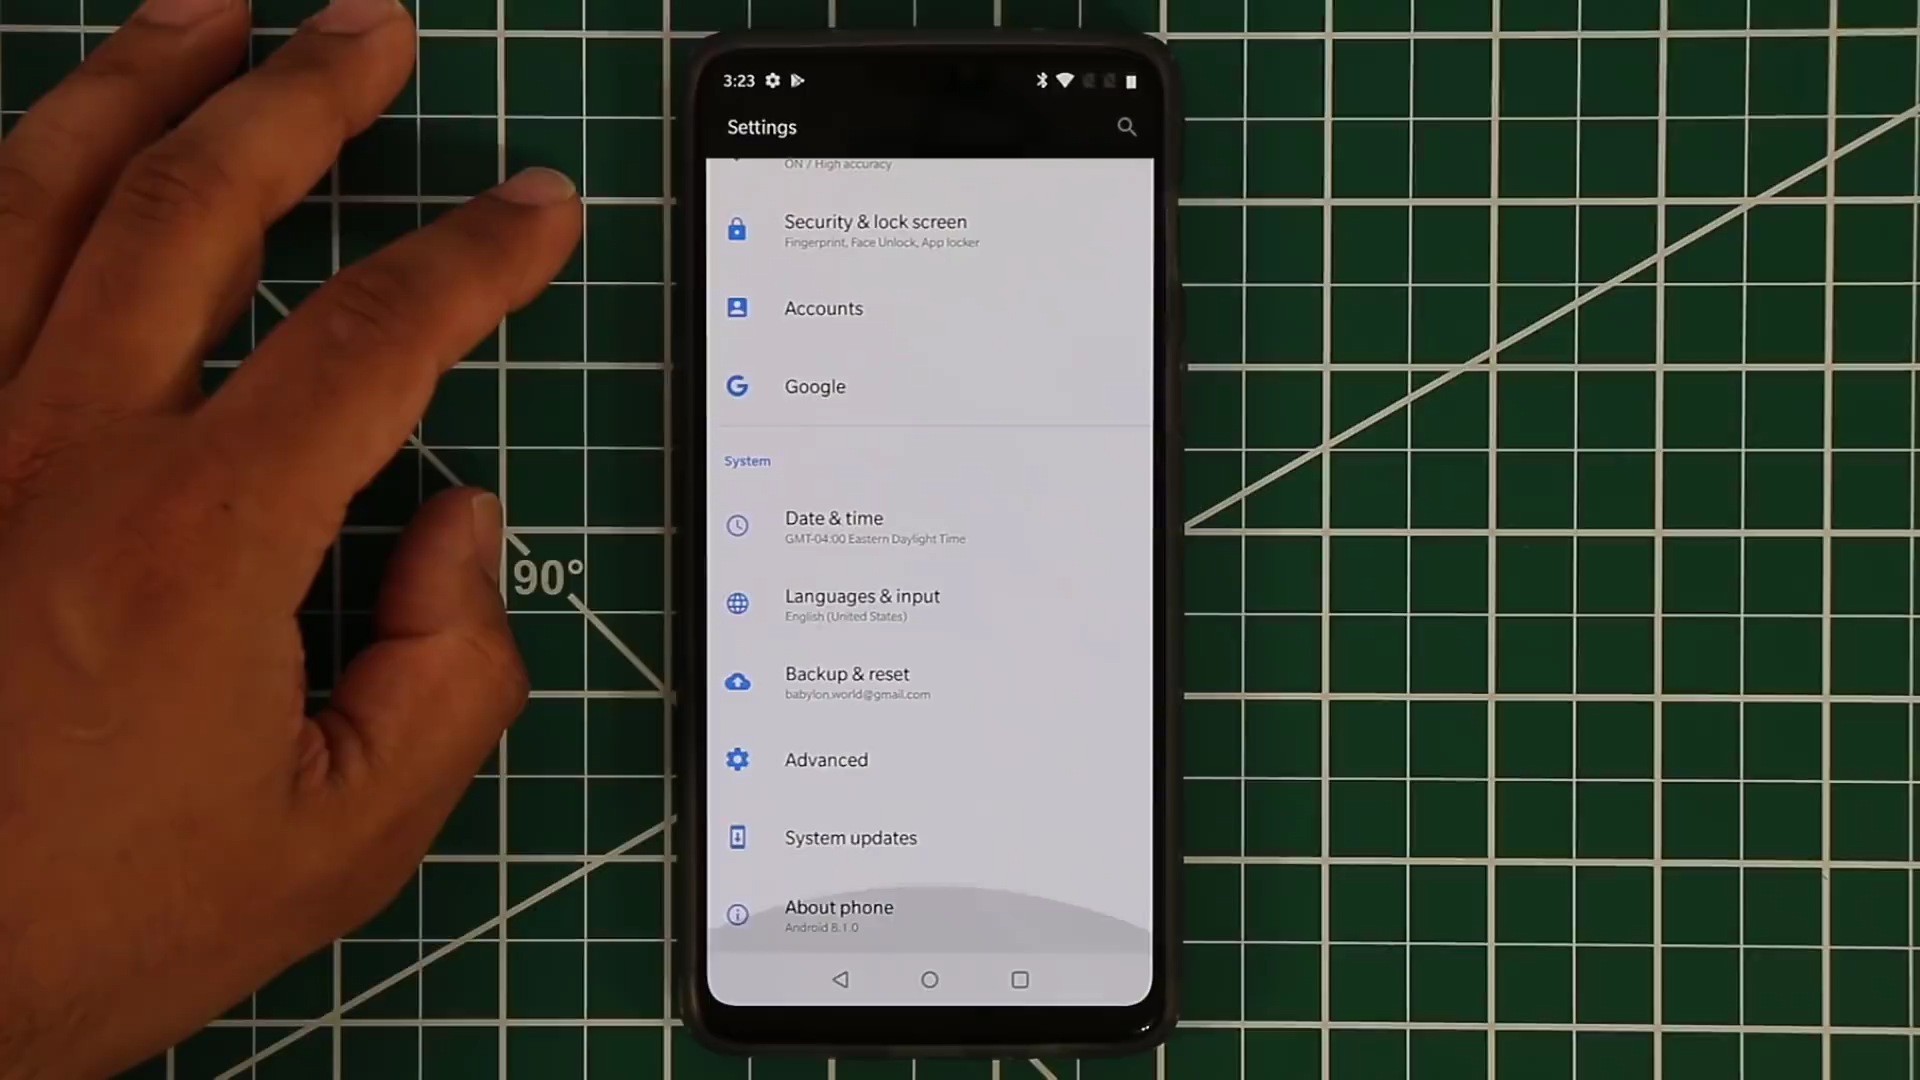 3:23
Settings
ON / High accuracy
Security & lock screen
Fingerprint, Face Unlock, App locker
Accounts
Google
System
Date & time
GMT-04:00 Eastern Daylight Time
Languages & input
English (United States)
Backup & reset
babylon.world@gmail.com
Advanced
System updates
About phone
Android 8.1.0
90°